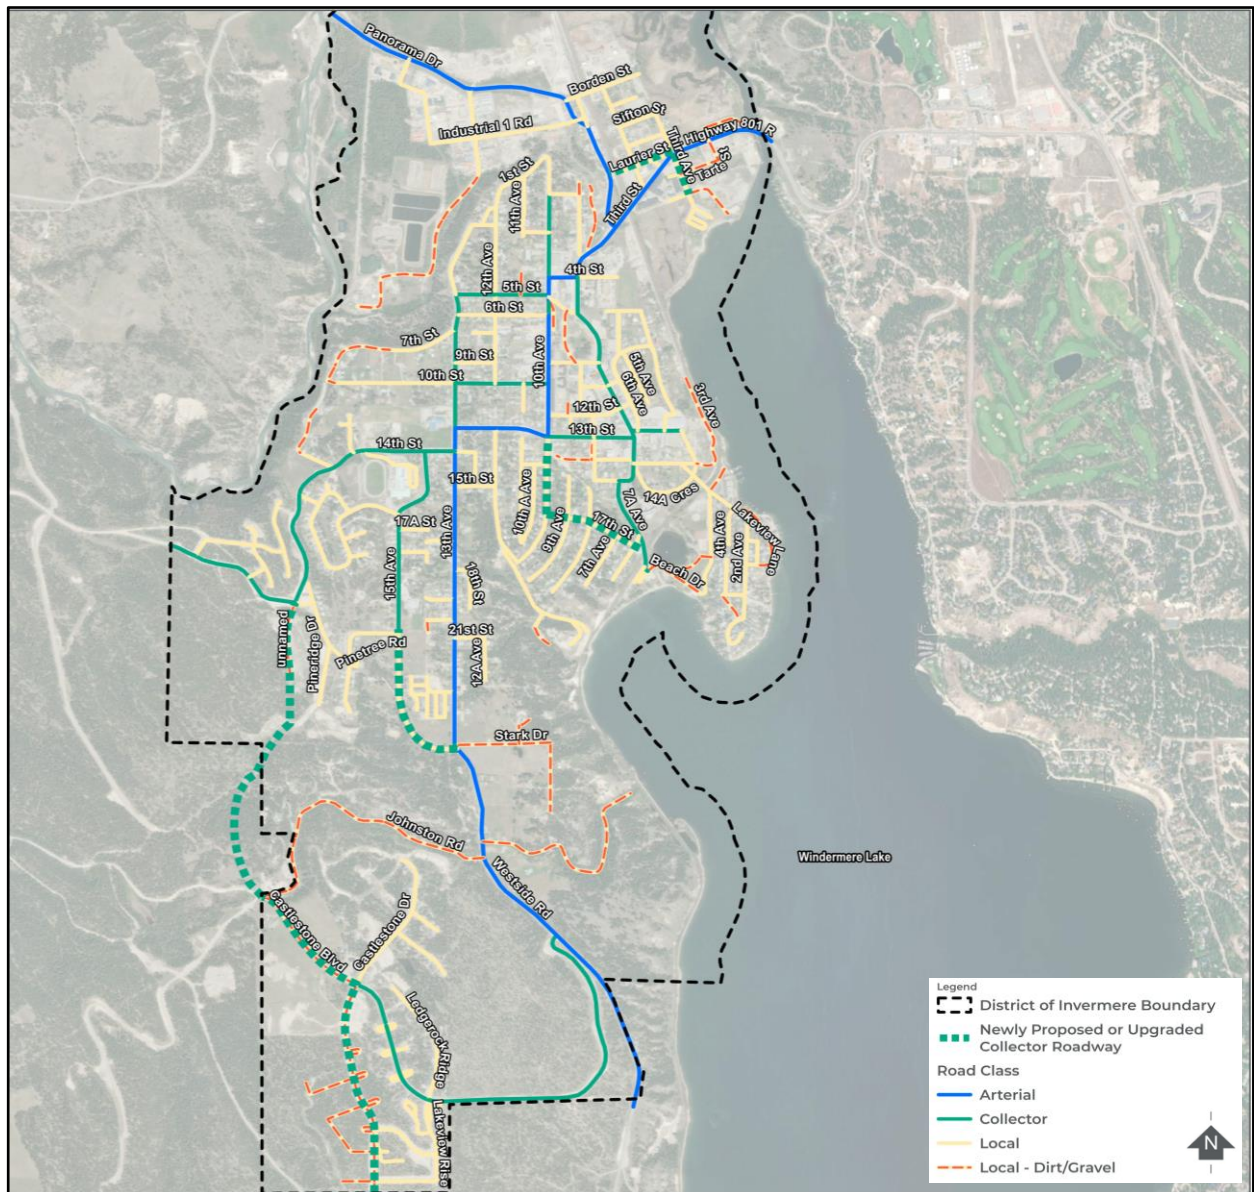 Panorama Dr
Borden St
Sifton St
Industrial 1 Rd
Highway 801 R
Third Ave
Laurier St
Tarte St
1st St
11th Ave
Third St
12th Ave
4th St
5th St
6th St
7th St
9th St
10th Ave
5th Ave
10th St
6th Ave
3rd Ave
12th St
13th St
14th St
15th St
10th A Ave
14A Cres
7A Ave
17A St
13th Ave
9th Ave
17th St
Lakeview Lane
4th Ave
2nd Ave
7th Ave
Beach Dr
15th Ave
18th St
unnamed
Pineridge Dr
21st St
Pinetree Rd
12A Ave
Stark Dr
Johnston Rd
Windermere Lake
Westside Rd
Castlestone Blvd
Castlestone Dr
Ledgerock Ridge
Lakeview Rise
Legend
District of Invermere Boundary
Newly Proposed or Upgraded
Collector Roadway
Road Class
Arterial
Collector
Local
Local - Dirt/Gravel
N